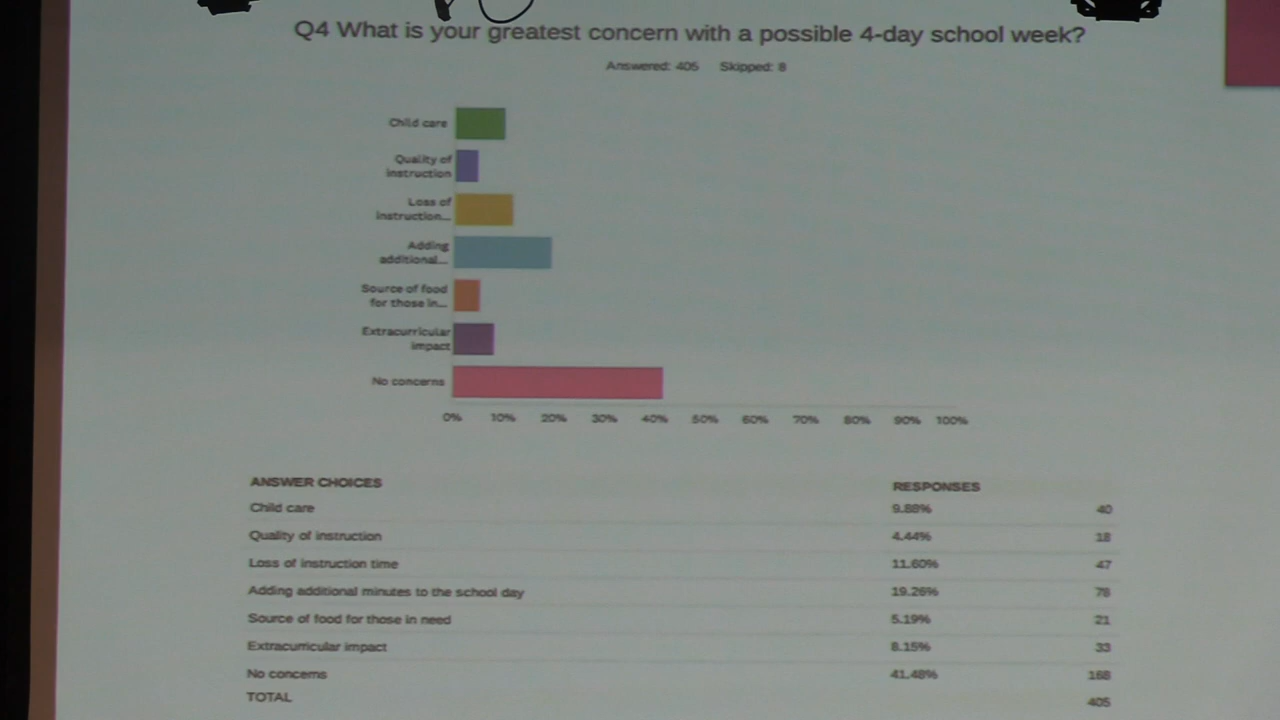 Q4 What is your greatest concern with a possible 4-day school week?
Answered: 405 Skipped: 8
Child care
Quality of
instruction
Loss of
instruction...
Adding
additional...
Source of food
for those in...
Extracurricular
impact
No concerns
0% 10% 20% 30% 40% 50% 60% 70% 80% 90% 100%
ANSWER CHOICES RESPONSES
Child care 9.88% 40
Quality of instruction 4.44% 18
Loss of instruction time 11.60% 47
Adding additional minutes to the school day 19.26% 78
Source of food for those in need 5.19% 21
Extracurricular impact 8.15% 33
No concerns 41.48% 168
TOTAL 405